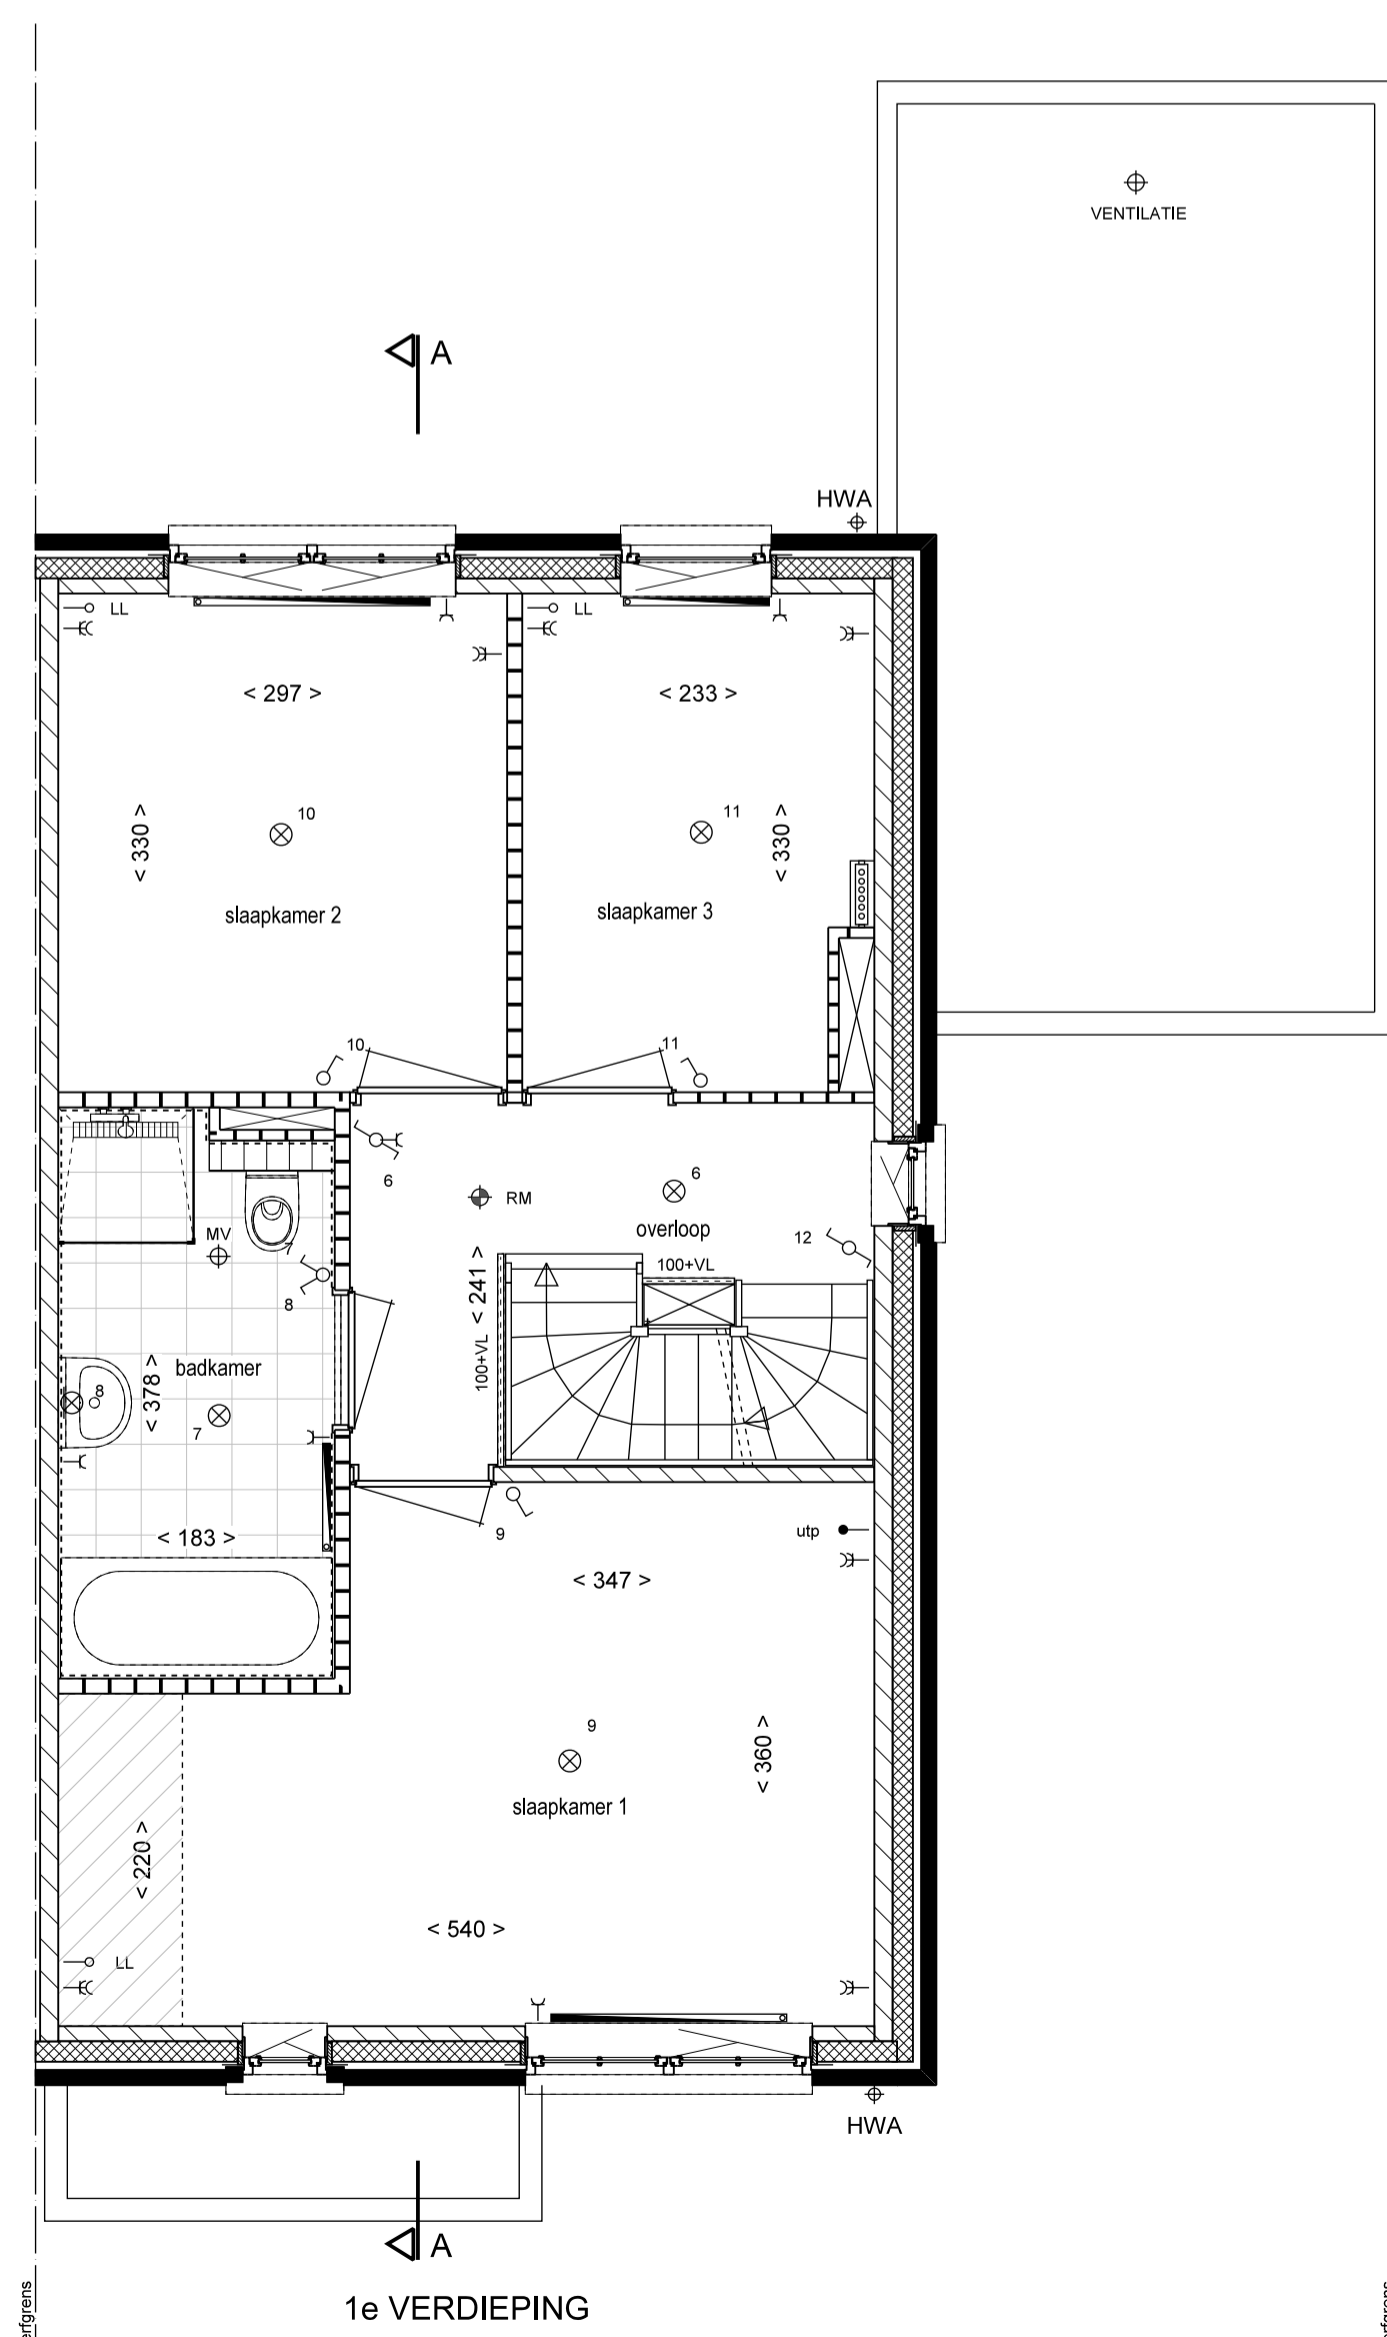 VENTILATIE
A
HWA
LL
LL
< 297 >
< 233 >
10
11
< 330 >
< 330 >
slaapkamer 2
slaapkamer 3
10
11
6
RM
6
overloop
MV
12
7
100+VL
< 241 >
8
100+VL
badkamer
8
< 378 >
7
< 183 >
9
utp
< 347 >
9
< 360 >
slaapkamer 1
< 220 >
< 540 >
LL
HWA
A
1e VERDIEPING